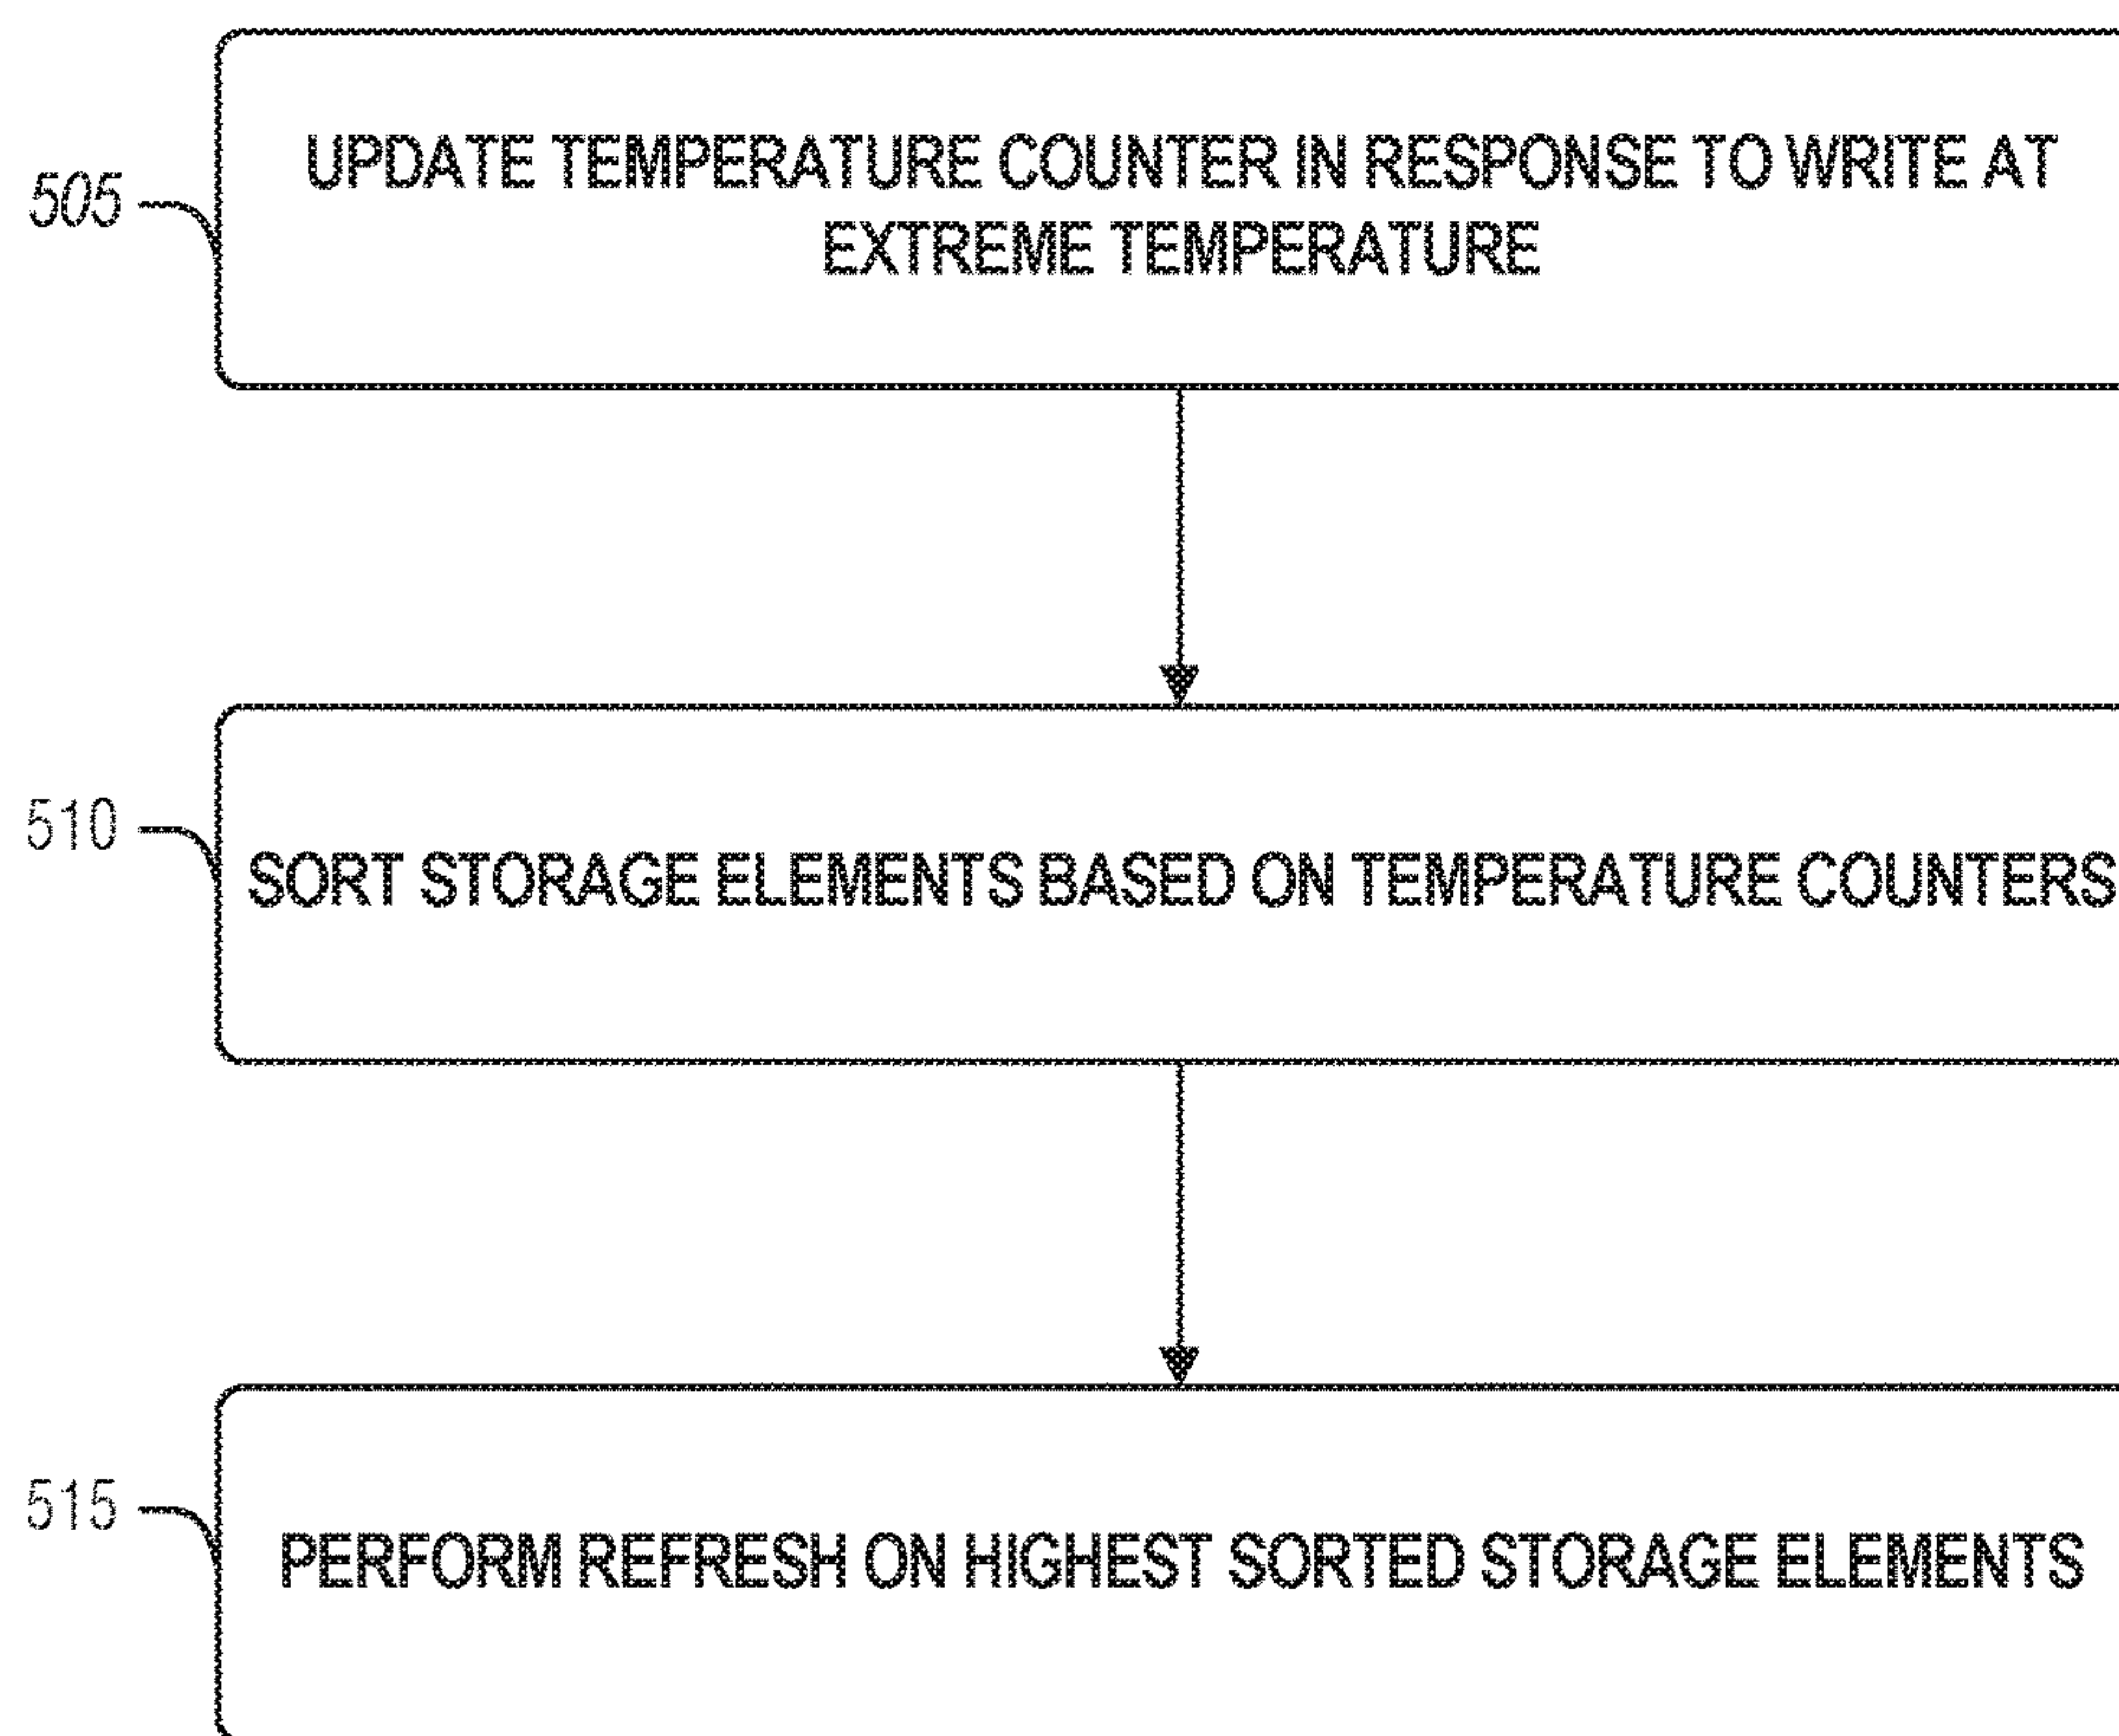 505
UPDATE TEMPERATURE COUNTER IN RESPONSE TO WRITE AT
EXTREME TEMPERATURE
510
SORT STORAGE ELEMENTS BASED ON TEMPERATURE COUNTERS
515
PERFORM REFRESH ON HIGHEST SORTED STORAGE ELEMENTS